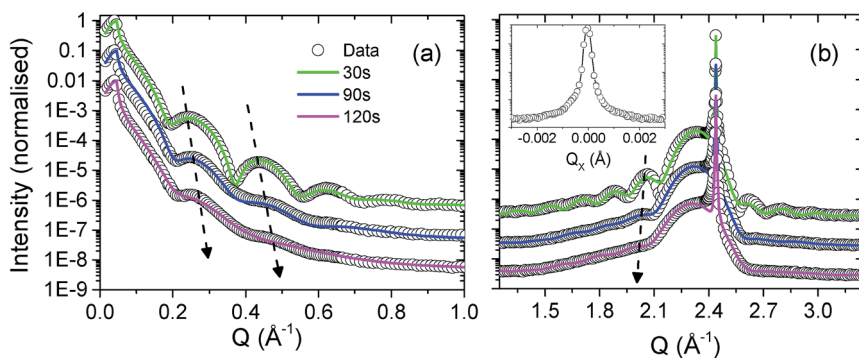 1
0.1
0.01
1E-3
1E-4
1E-5
1E-6
1E-7
1E-8
1E-9
Intensity (normalised)
Data
30s
90s
120s
(a)
0.0 0.2 0.4 0.6 0.8 1.0
Q (Å⁻¹)
(b)
-0.002 0.000 0.002
Qₓ (Å)
1.5 1.8 2.1 2.4 2.7 3.0
Q (Å⁻¹)